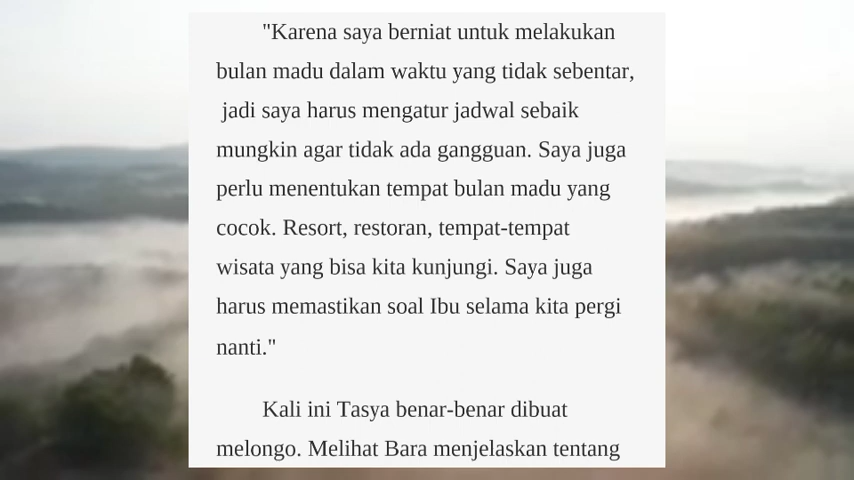 "Karena saya berniat untuk melakukan
bulan madu dalam waktu yang tidak sebentar,
jadi saya harus mengatur jadwal sebaik
mungkin agar tidak ada gangguan. Saya juga
perlu menentukan tempat bulan madu yang
cocok. Resort, restoran, tempat-tempat
wisata yang bisa kita kunjungi. Saya juga
harus memastikan soal Ibu selama kita pergi
nanti."
Kali ini Tasya benar-benar dibuat
melongo. Melihat Bara menjelaskan tentang